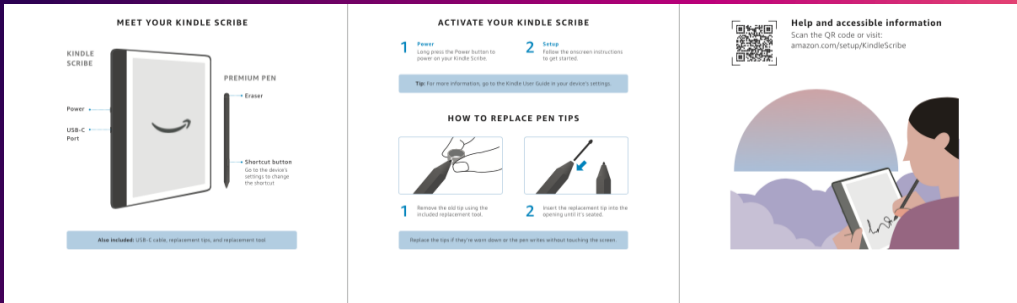 MEET YOUR KINDLE SCRIBE
KINDLE
SCRIBE
PREMIUM PEN
Eraser
Power
USB-C
Port
Shortcut button
Go to the device's
settings to change
the shortcut
Also included: USB-C cable, replacement tips, and replacement tool
ACTIVATE YOUR KINDLE SCRIBE
1 Power
Long press the Power button to
power on your Kindle Scribe.
2 Setup
Follow the onscreen instructions
to get started.
Tip: For more information, go to the Kindle User Guide in your device's settings.
HOW TO REPLACE PEN TIPS
1 Remove the old tip using the
included replacement tool.
2 Insert the replacement tip into the
opening until it's seated.
Replace the tips if they're worn down or the pen writes without touching the screen.
Help and accessible information
Scan the QR code or visit:
amazon.com/setup/KindleScribe